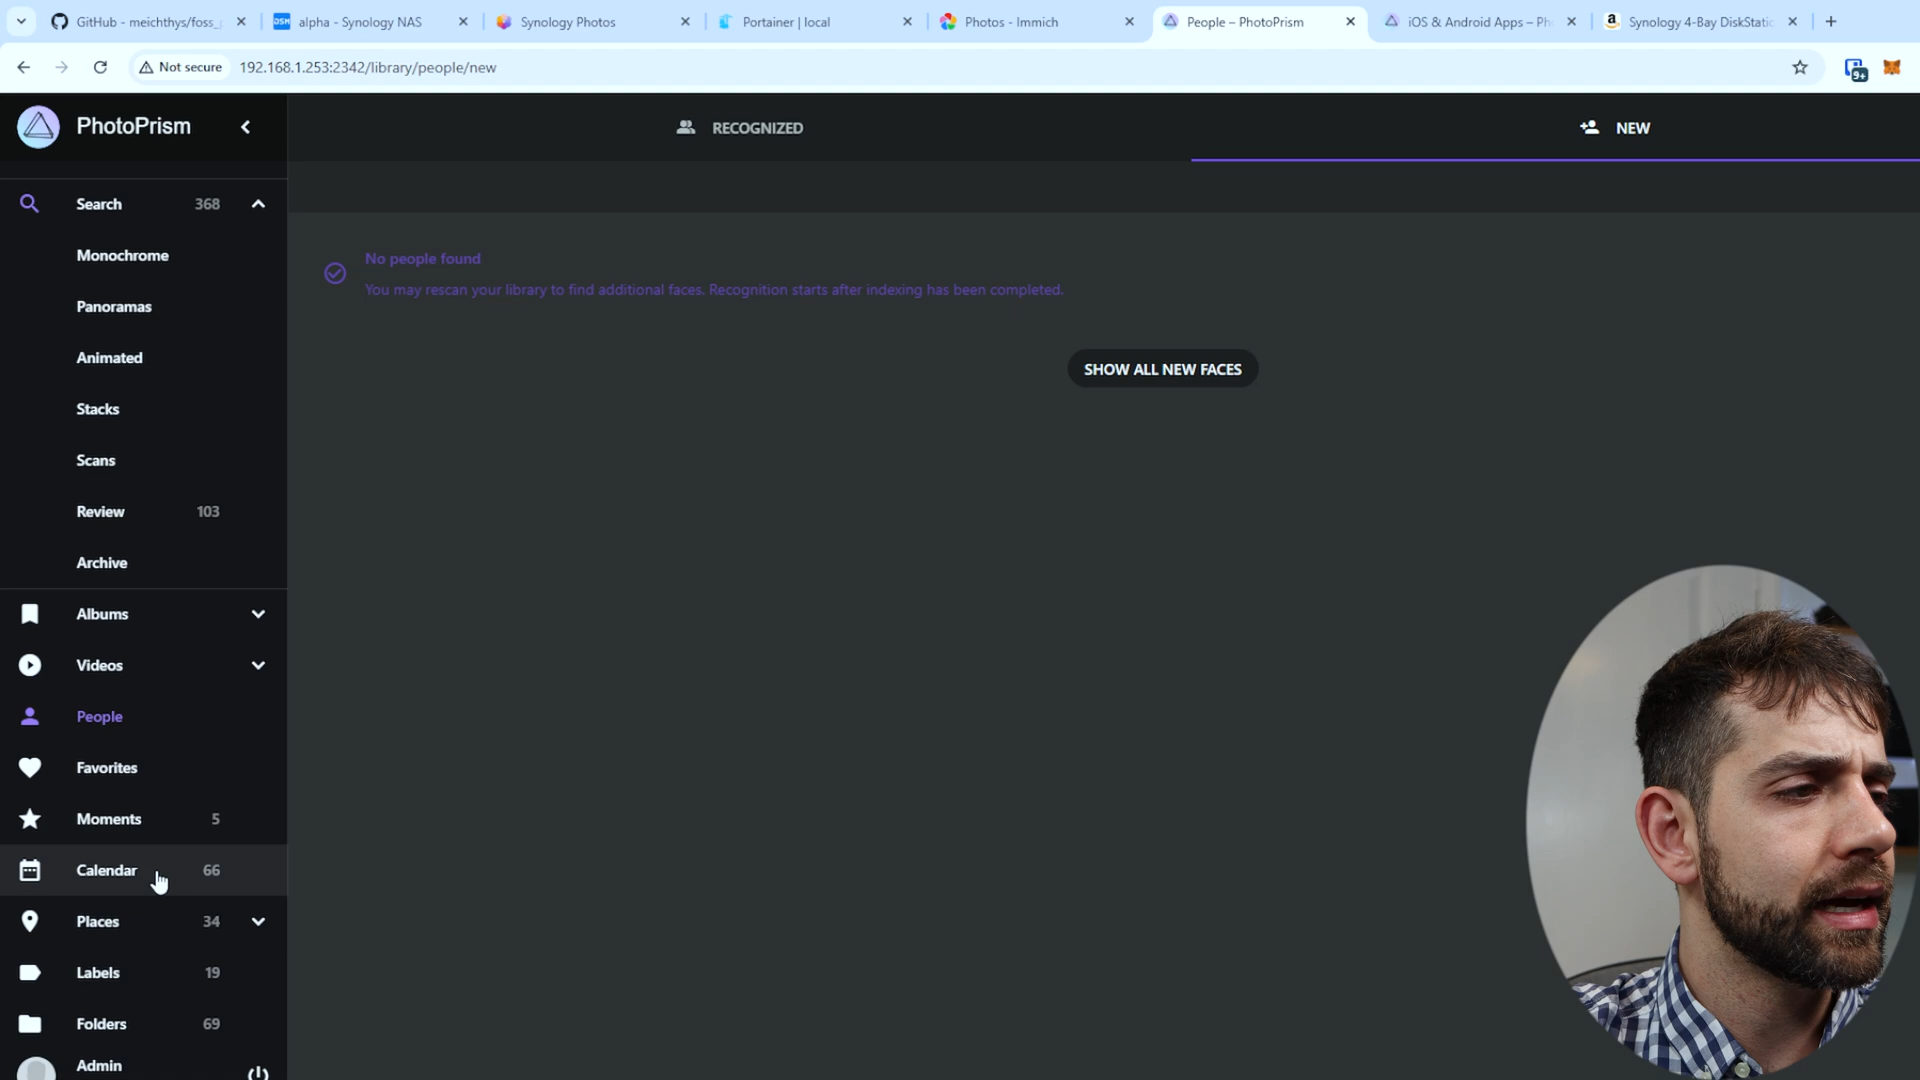 GitHub - meichthys/foss_
alpha - Synology NAS
Synology Photos
Portainer | local
Photos - Immich
People – PhotoPrism
iOS & Android Apps – Ph
Synology 4-Bay DiskStatic
Not secure
192.168.1.253:2342/library/people/new
9+
PhotoPrism
RECOGNIZED
NEW
Search 368
Monochrome
Panoramas
Animated
Stacks
Scans
Review 103
Archive
Albums
Videos
People
Favorites
Moments 5
Calendar 66
Places 34
Labels 19
Folders 69
Admin
No people found
You may rescan your library to find additional faces. Recognition starts after indexing has been completed.
SHOW ALL NEW FACES